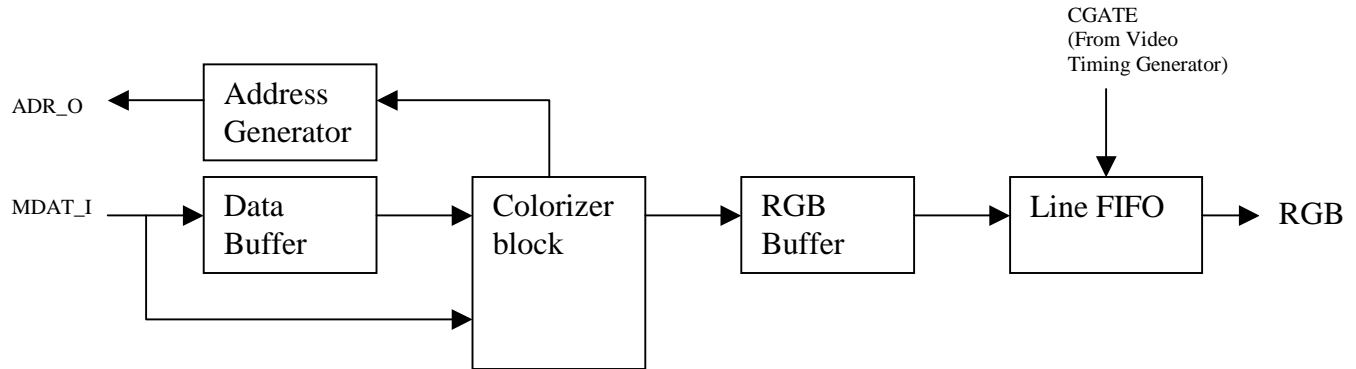 CGATE
(From Video
Timing Generator)
ADR_O
Address
Generator
MDAT_I
Data
Buffer
Colorizer
block
RGB
Buffer
Line FIFO
RGB